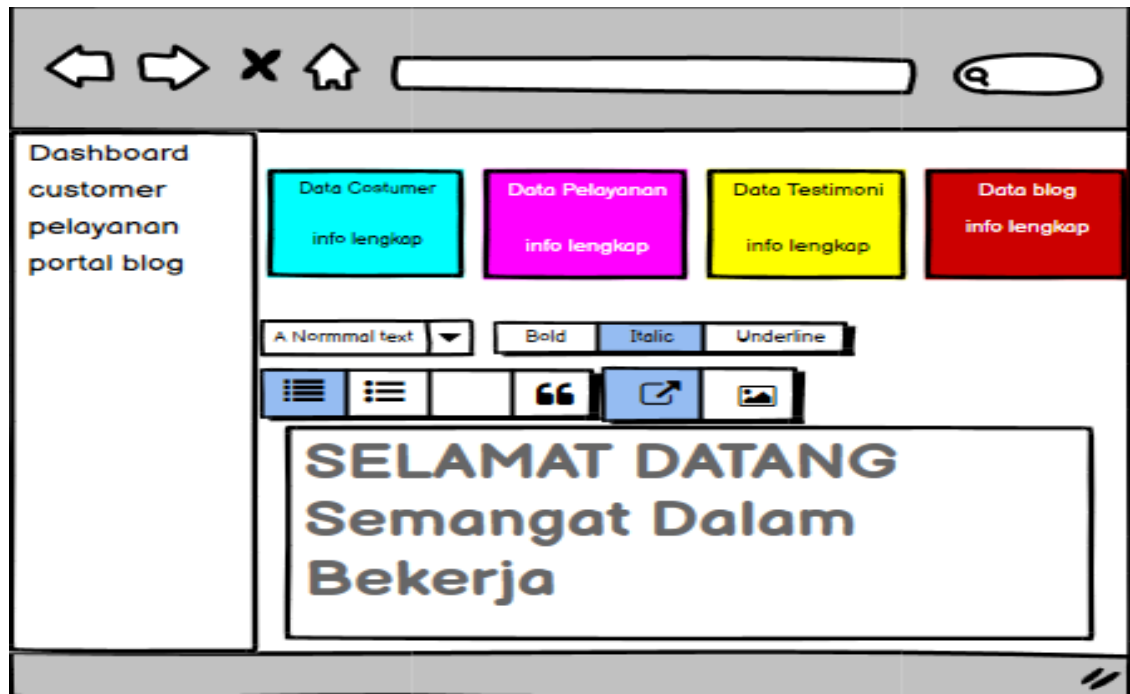 Dashboard
customer
pelayanan
portal blog
Data Costumer
info lengkap
Data Pelayanan
info lengkap
Data Testimoni
info lengkap
Data blog
info lengkap
A Normmal text
Bold
Italic
Underline
SELAMAT DATANG
Semangat Dalam
Bekerja